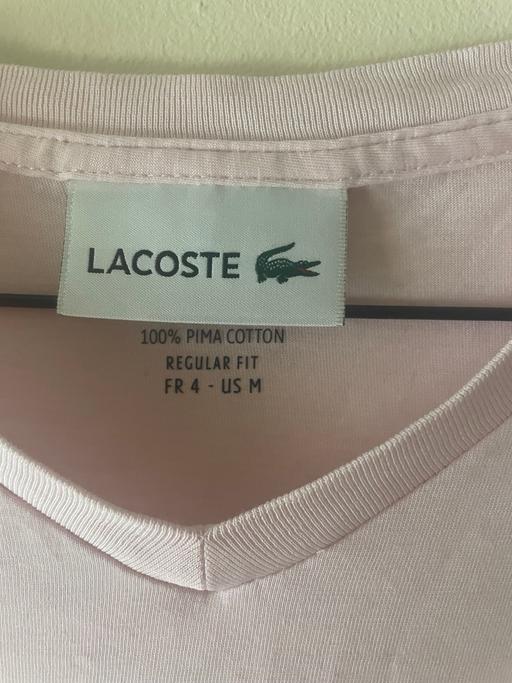 LACOSTE
100% PIMA COTTON
REGULAR FIT
FR 4 - US M